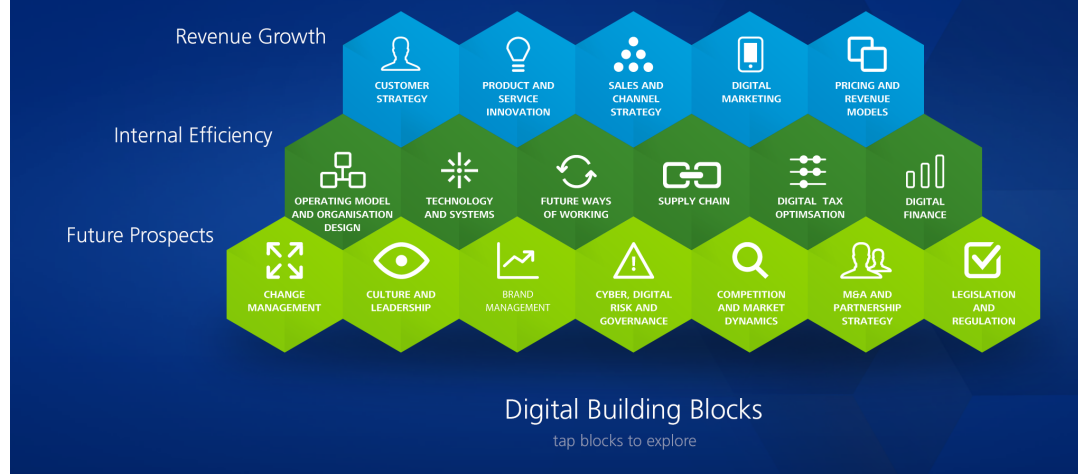 Revenue Growth
CUSTOMER
STRATEGY
PRODUCT AND
SERVICE
INNOVATION
SALES AND
CHANNEL
STRATEGY
DIGITAL
MARKETING
PRICING AND
REVENUE
MODELS
Internal Efficiency
OPERATING MODEL
AND ORGANISATION
DESIGN
TECHNOLOGY
AND SYSTEMS
FUTURE WAYS
OF WORKING
SUPPLY CHAIN
DIGITAL TAX
OPTIMSATION
DIGITAL
FINANCE
Future Prospects
CHANGE
MANAGEMENT
CULTURE AND
LEADERSHIP
BRAND
MANAGEMENT
CYBER, DIGITAL
RISK AND
GOVERNANCE
COMPETITION
AND MARKET
DYNAMICS
M&A AND
PARTNERSHIP
STRATEGY
LEGISLATION
AND
REGULATION
Digital Building Blocks
tap blocks to explore